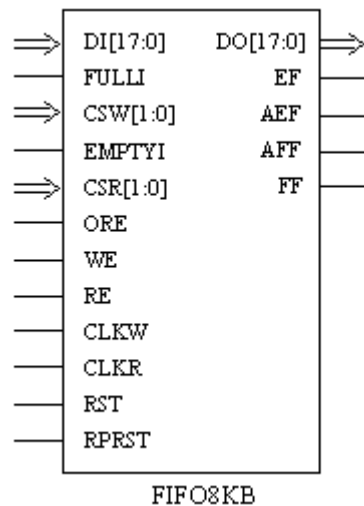 DI[17:0] DO[17:0]
FULLI EF
CSW[1:0] AEF
EMPTYI AFF
CSR[1:0] FF
ORE
WE
RE
CLKW
CLKR
RST
RPRST
FIFO8KB